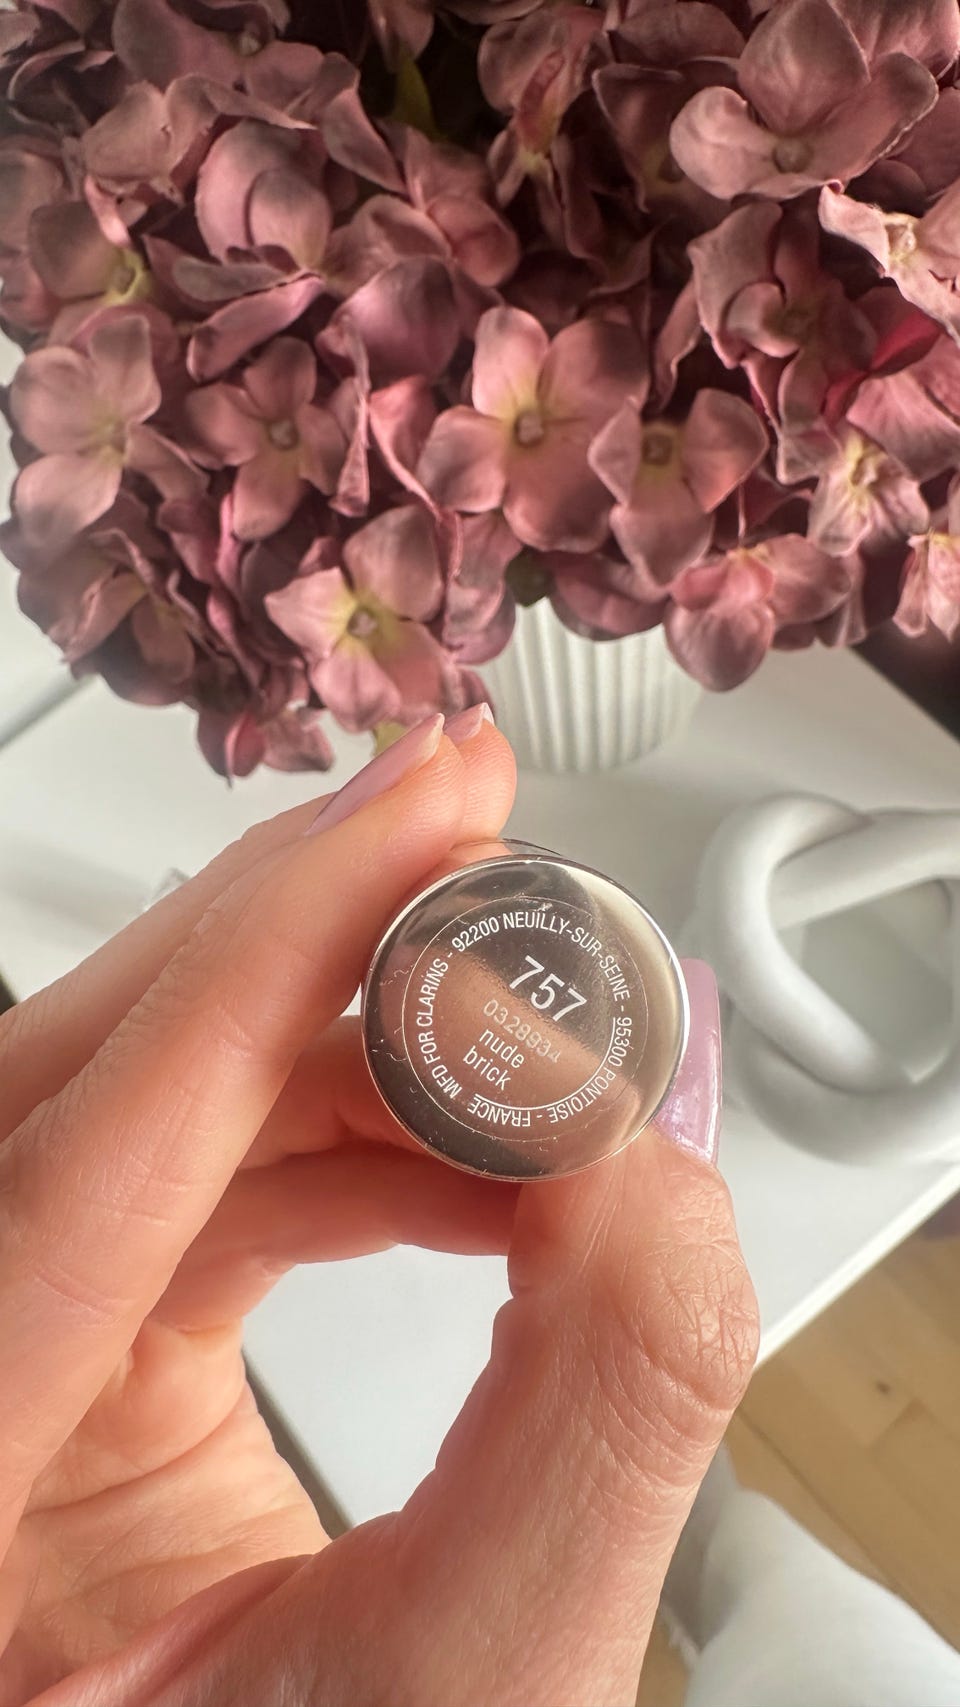 MFD FOR CLARINS - 92200 NEUILLY-SUR-SEINE - 95300 PONTOISE - FRANCE
757
0328934
nude
brick